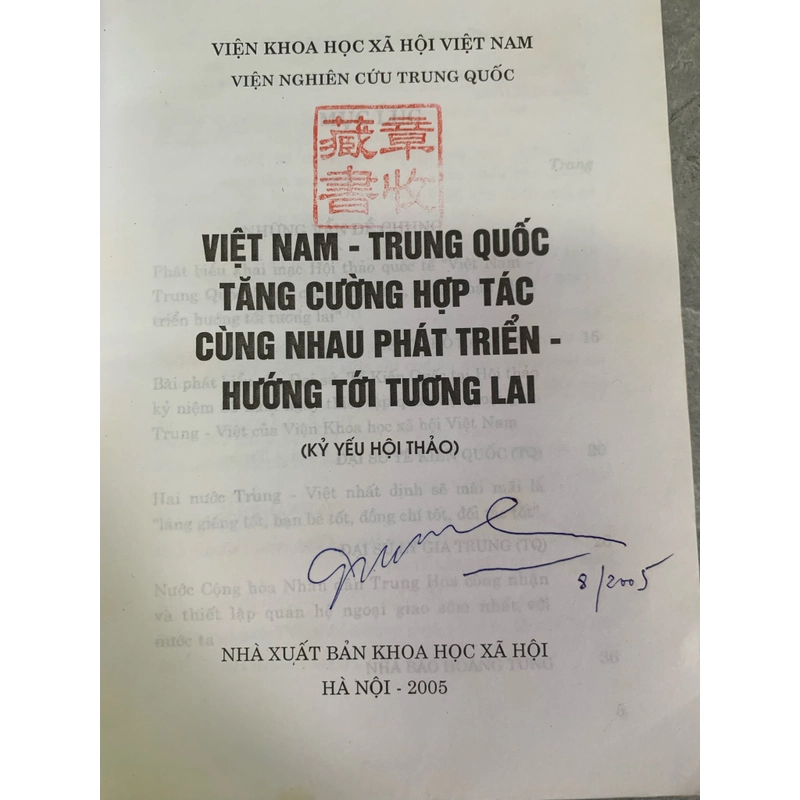 VIỆN KHOA HỌC XÃ HỘI VIỆT NAM
VIỆN NGHIÊN CỨU TRUNG QUỐC
藏章
書收
Trang
VIỆT NAM - TRUNG QUỐC
TĂNG CƯỜNG HỢP TÁC
CÙNG NHAU PHÁT TRIỂN -
HƯỚNG TỚI TƯƠNG LAI
(KỶ YẾU HỘI THẢO)
8/2005
NHÀ XUẤT BẢN KHOA HỌC XÃ HỘI
HÀ NỘI - 2005